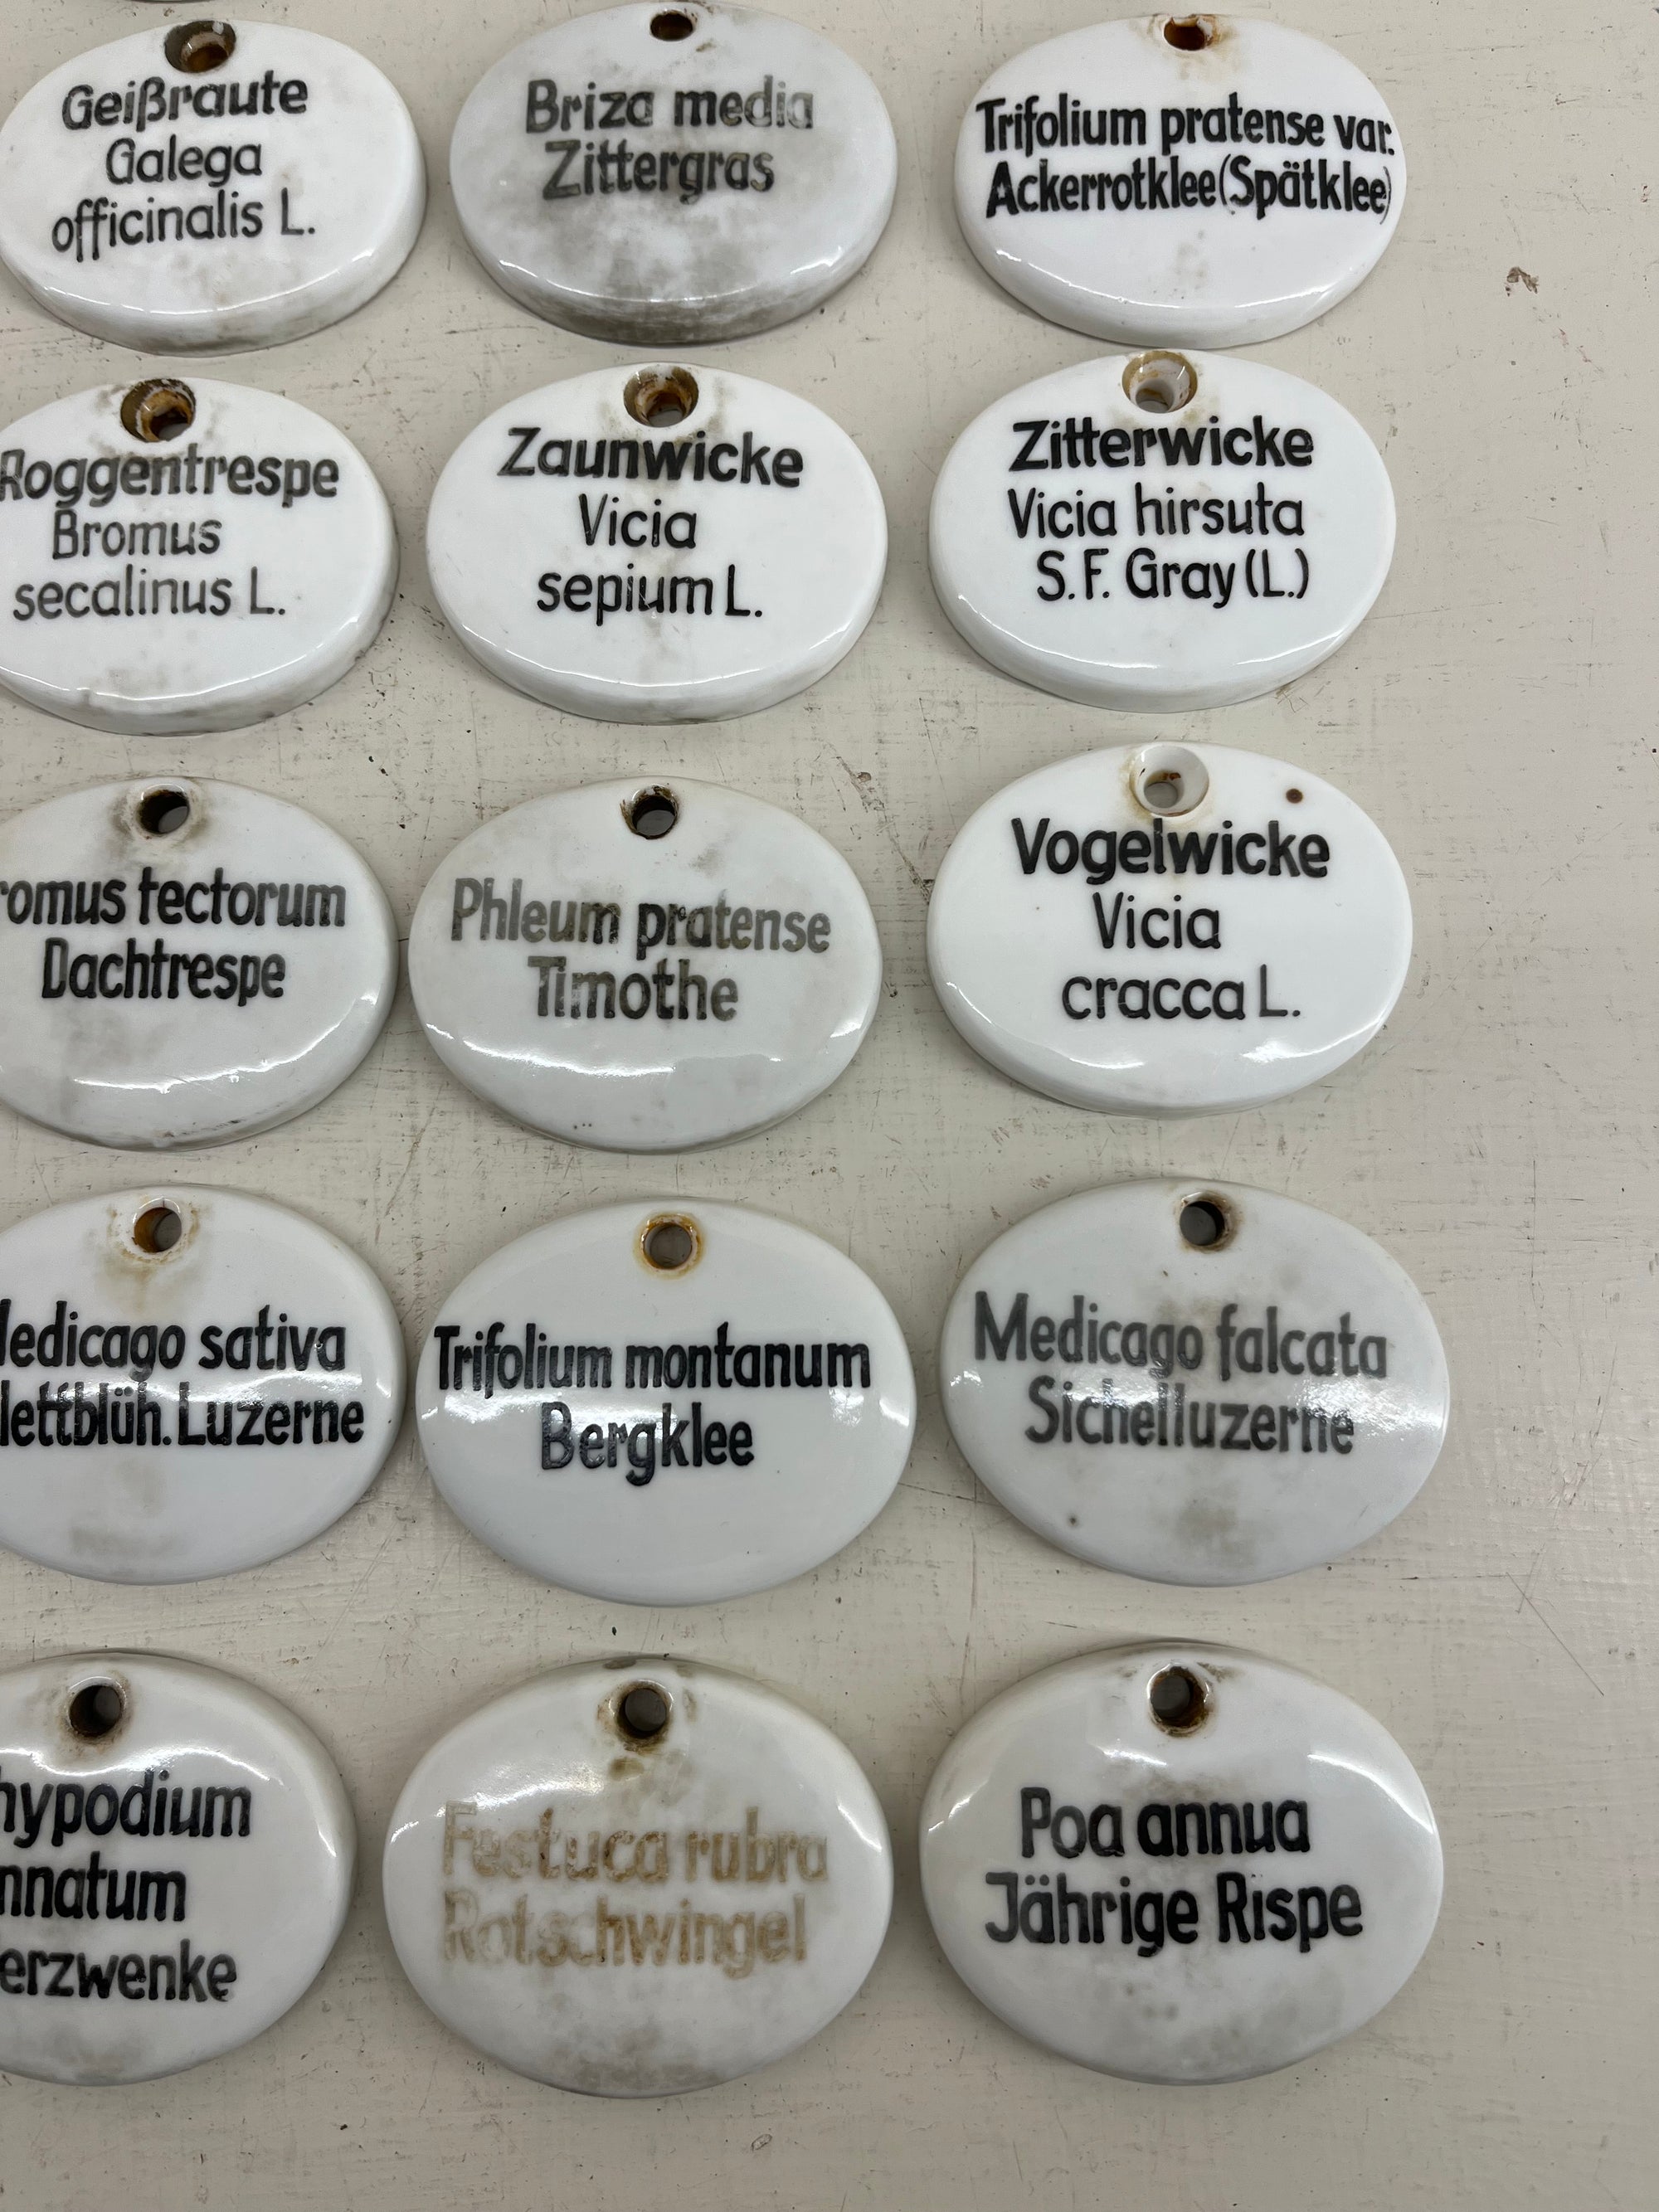 Geißraute
Galega
officinalis L.
Briza media
Zittergras
Trifolium pratense var.
Ackerrotklee (Spätklee)
Roggentrespe
Bromus
secalinus L.
Zaunwicke
Vicia
sepium L.
Zitterwicke
Vicia hirsuta
S.F. Gray (L.)
romus tectorum
Dachtrespe
Phleum pratense
Timothe
Vogelwicke
Vicia
cracca L.
edicago sativa
lettblüh. Luzerne
Trifolium montanum
Bergklee
Medicago falcata
Sichelluzerne
hypodium
nnatum
erzwenke
Festuca rubra
Rotschwingel
Poa annua
Jährige Rispe